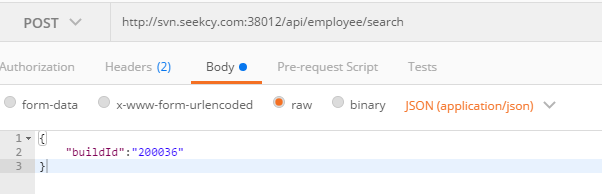 POST http://svn.seekcy.com:38012/api/employee/search
Authorization Headers (2) Body Pre-request Script Tests
form-data x-www-form-urlencoded raw binary JSON (application/json)
1 {
2 "buildId":"200036"
3 }